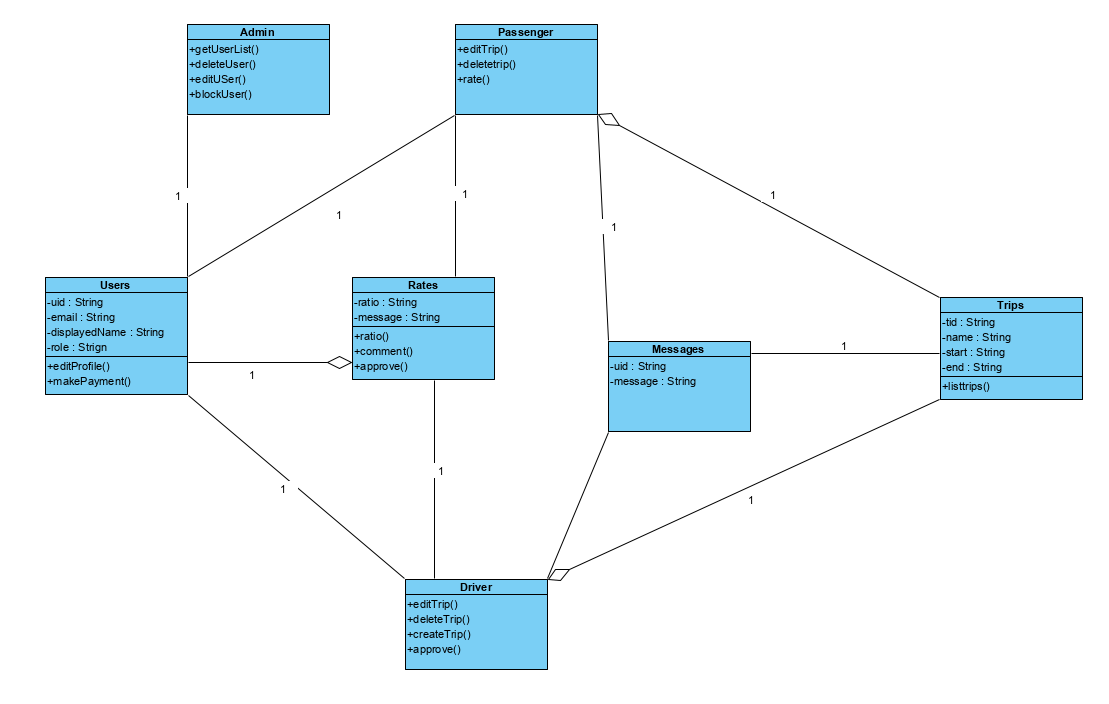 Admin
+getUserList()
+deleteUser()
+editUSer()
+blockUser()
Passenger
+editTrip()
+deletetrip()
+rate()
1
1
1
1
1
Users
-uid : String
-email : String
-displayedName : String
-role : Strign
+editProfile()
+makePayment()
Rates
-ratio : String
-message : String
+ratio()
+comment()
+approve()
Messages
-uid : String
-message : String
Trips
-tid : String
-name : String
-start : String
-end : String
+listtrips()
1
1
1
1
1
Driver
+editTrip()
+deleteTrip()
+createTrip()
+approve()